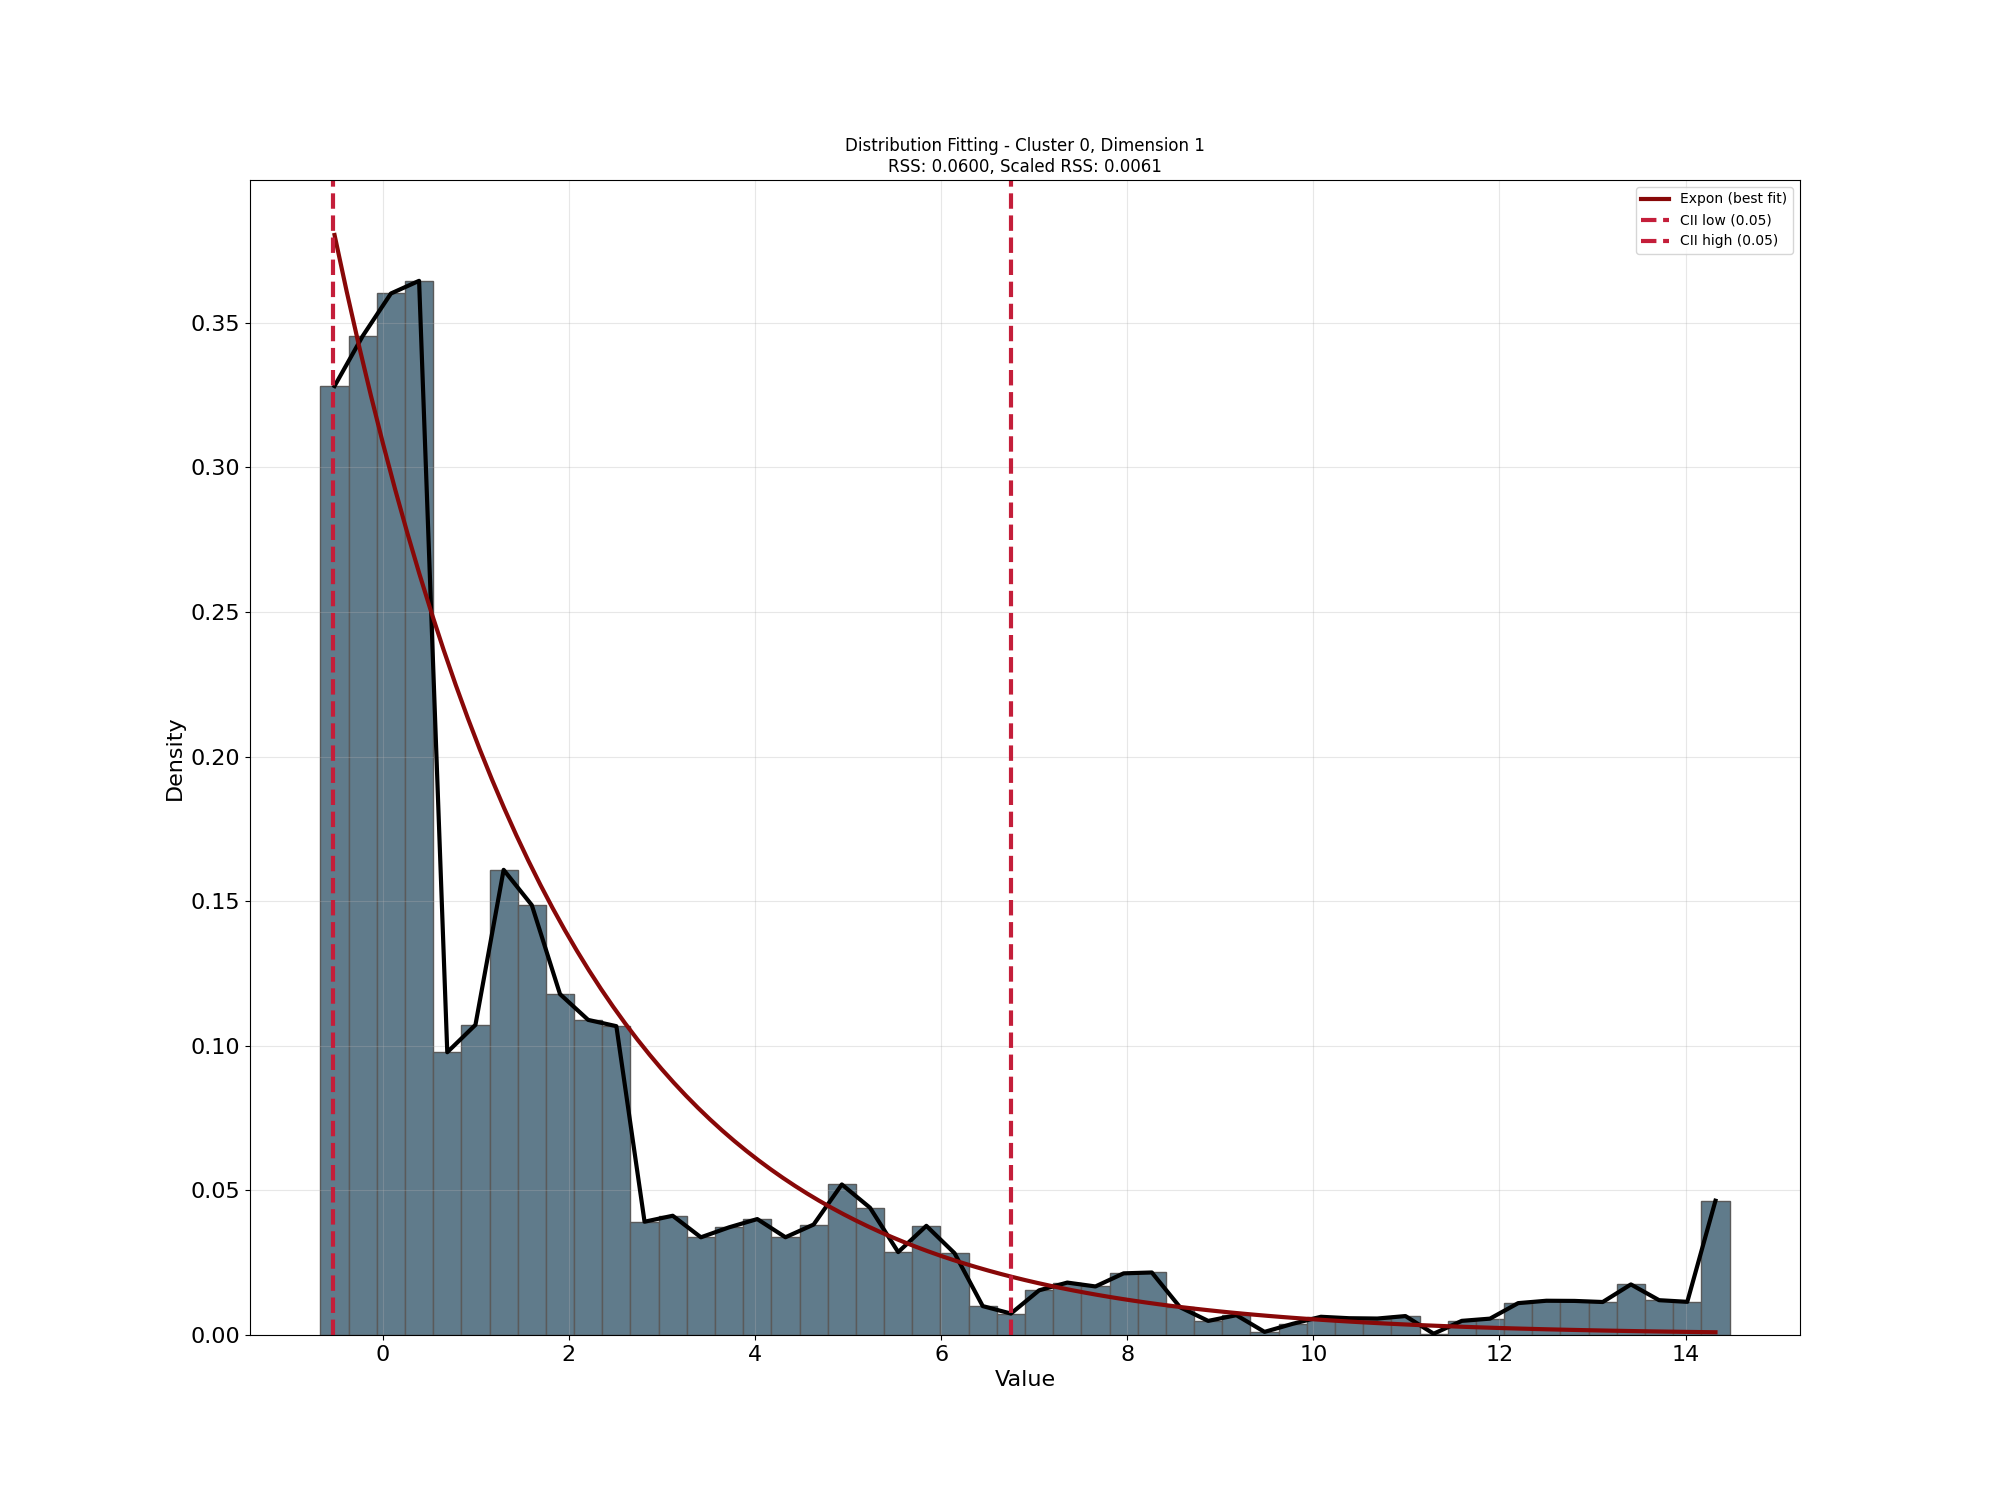 Distribution Fitting - Cluster 0, Dimension 1
RSS: 0.0600, Scaled RSS: 0.0061
Expon (best fit)
CII low (0.05)
CII high (0.05)
Density
0.35
0.30
0.25
0.20
0.15
0.10
0.05
0.00
0 2 4 6 8 10 12 14
Value